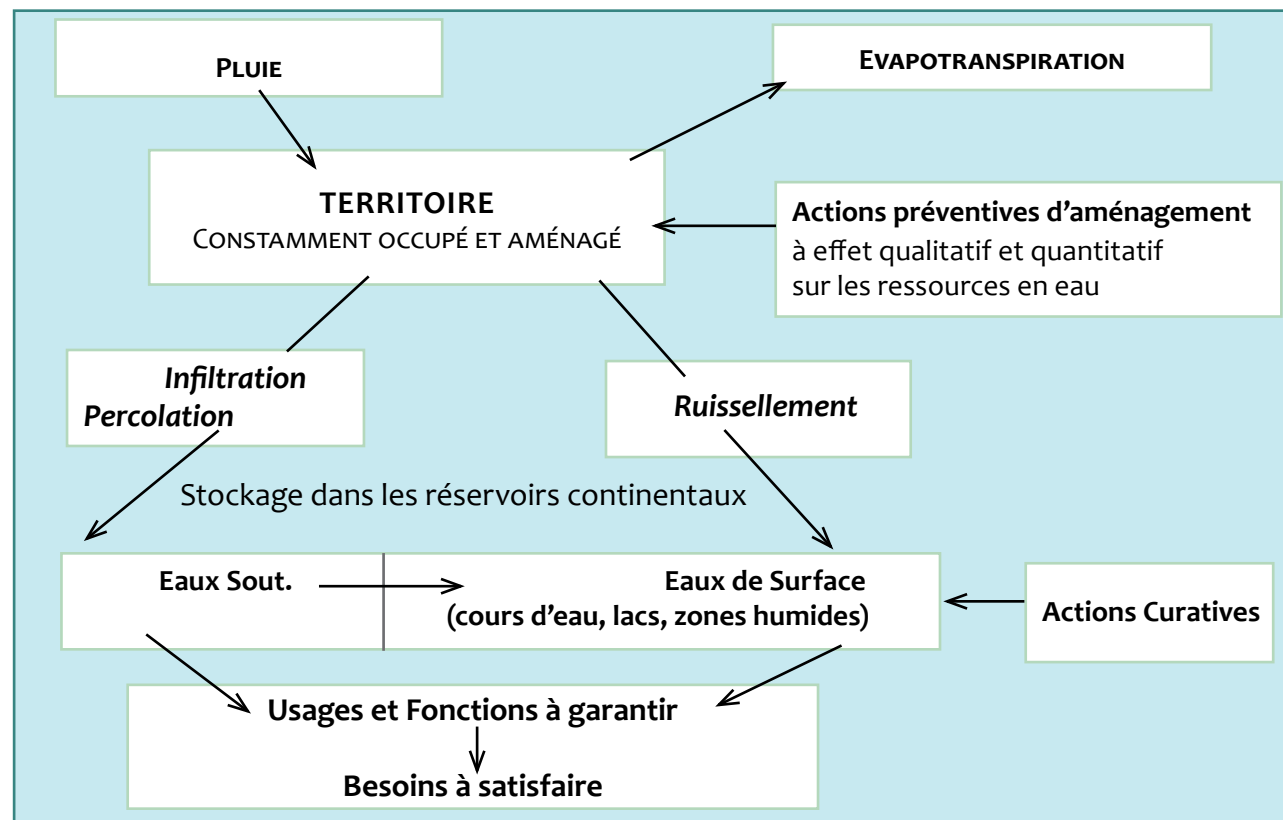 PLUIE
EVAPOTRANSPIRATION
TERRITOIRE
CONSTAMMENT OCCUPÉ ET AMÉNAGÉ
Actions préventives d'aménagement
à effet qualitatif et quantitatif
sur les ressources en eau
Infiltration
Percolation
Ruissellement
Stockage dans les réservoirs continentaux
Eaux Sout.
Eaux de Surface
(cours d'eau, lacs, zones humides)
Actions Curatives
Usages et Fonctions à garantir
Besoins à satisfaire